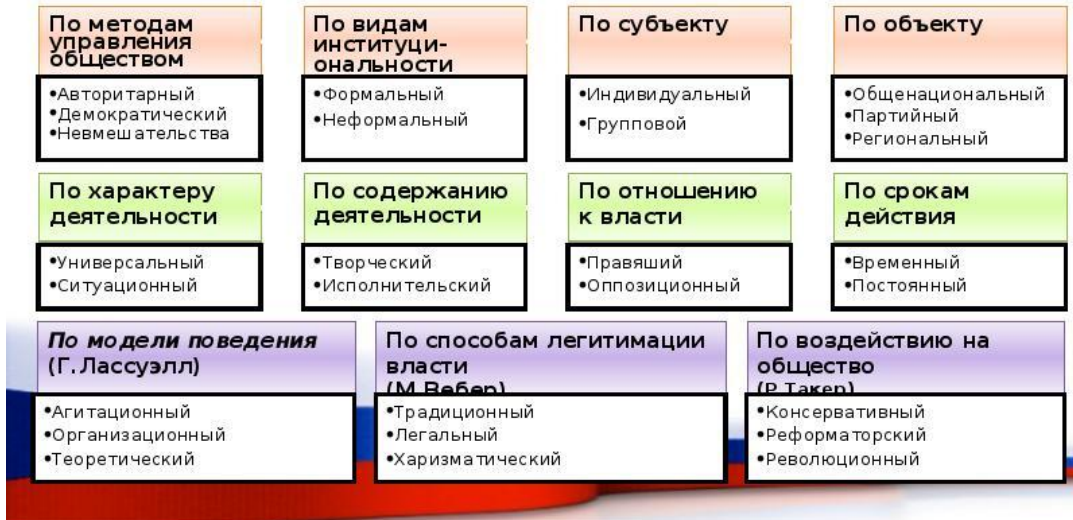 По методам
управления
обществом
•Авторитарный
•Демократический
•Невмешательства
По видам
институци-
ональности
•Формальный
•Неформальный
По субъекту
•Индивидуальный
•Групповой
По объекту
•Общенациональный
•Партийный
•Региональный
По характеру
деятельности
•Универсальный
•Ситуационный
По содержанию
деятельности
•Творческий
•Исполнительский
По отношению
к власти
•Правяший
•Оппозиционный
По срокам
действия
•Временный
•Постоянный
По модели поведения
(Г.Лассуэлл)
•Агитационный
•Организационный
•Теоретический
По способам легитимации
власти
(М.Вебер)
•Традиционный
•Легальный
•Харизматический
По воздействию на
общество
(Р.Такер)
•Консервативный
•Реформаторский
•Революционный